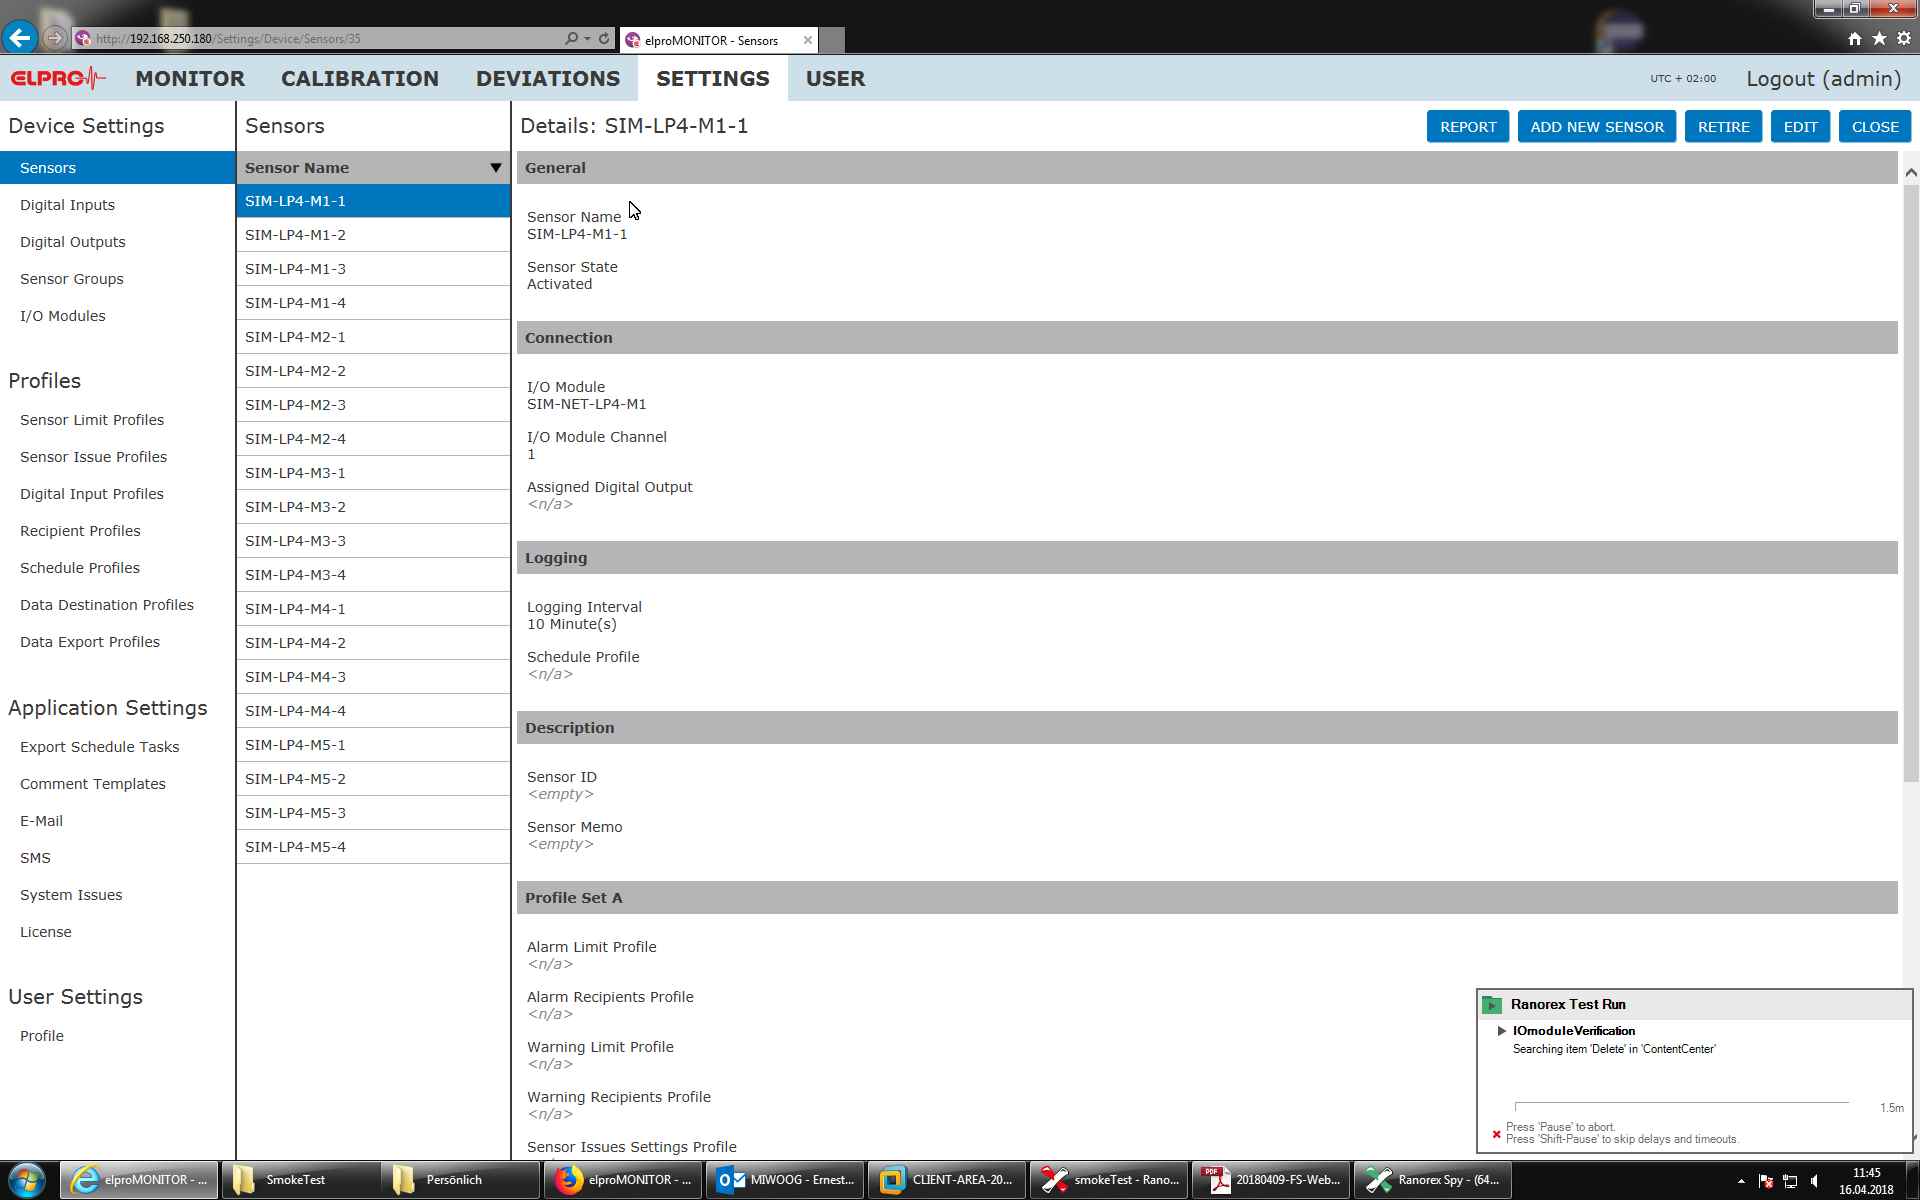 http://192.168.250.180/Settings/Device/Sensors/35
elproMONITOR - Sensors
ELPRO
MONITOR
CALIBRATION
DEVIATIONS
SETTINGS
USER
UTC + 02:00
Logout (admin)
Device Settings
Sensors
Digital Inputs
Digital Outputs
Sensor Groups
I/O Modules
Profiles
Sensor Limit Profiles
Sensor Issue Profiles
Digital Input Profiles
Recipient Profiles
Schedule Profiles
Data Destination Profiles
Data Export Profiles
Application Settings
Export Schedule Tasks
Comment Templates
E-Mail
SMS
System Issues
License
User Settings
Profile
Sensors
Sensor Name
SIM-LP4-M1-1
SIM-LP4-M1-2
SIM-LP4-M1-3
SIM-LP4-M1-4
SIM-LP4-M2-1
SIM-LP4-M2-2
SIM-LP4-M2-3
SIM-LP4-M2-4
SIM-LP4-M3-1
SIM-LP4-M3-2
SIM-LP4-M3-3
SIM-LP4-M3-4
SIM-LP4-M4-1
SIM-LP4-M4-2
SIM-LP4-M4-3
SIM-LP4-M4-4
SIM-LP4-M5-1
SIM-LP4-M5-2
SIM-LP4-M5-3
SIM-LP4-M5-4
Details: SIM-LP4-M1-1
REPORT
ADD NEW SENSOR
RETIRE
EDIT
CLOSE
General
Sensor Name
SIM-LP4-M1-1
Sensor State
Activated
Connection
I/O Module
SIM-NET-LP4-M1
I/O Module Channel
1
Assigned Digital Output
<n/a>
Logging
Logging Interval
10 Minute(s)
Schedule Profile
<n/a>
Description
Sensor ID
<empty>
Sensor Memo
<empty>
Profile Set A
Alarm Limit Profile
<n/a>
Alarm Recipients Profile
<n/a>
Warning Limit Profile
<n/a>
Warning Recipients Profile
<n/a>
Sensor Issues Settings Profile
Ranorex Test Run
IOmoduleVerification
Searching item 'Delete' in 'ContentCenter'
1.5m
Press 'Pause' to abort.
Press 'Shift-Pause' to skip delays and timeouts.
elproMONITOR - ...
SmokeTest
Persönlich
elproMONITOR - ...
MIWOOG - Ernest...
CLIENT-AREA-20...
smokeTest - Rano...
PDF
20180409-FS-Web...
Ranorex Spy - (64...
11:45
16.04.2018